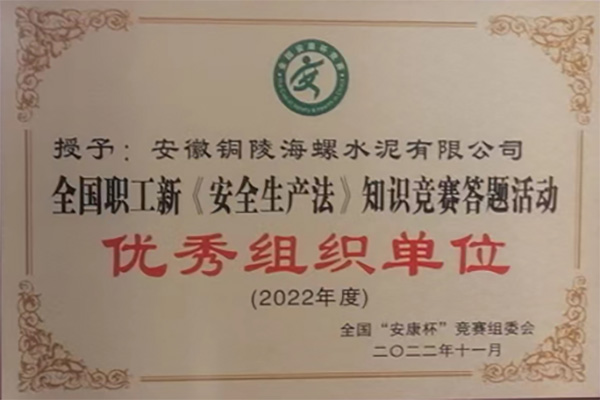 安
授予：安徽铜陵海螺水泥有限公司
全国职工新《安全生产法》知识竞赛答题活动
优秀组织单位
(2022年度)
全国“安康杯”竞赛组委会
二〇二二年十一月